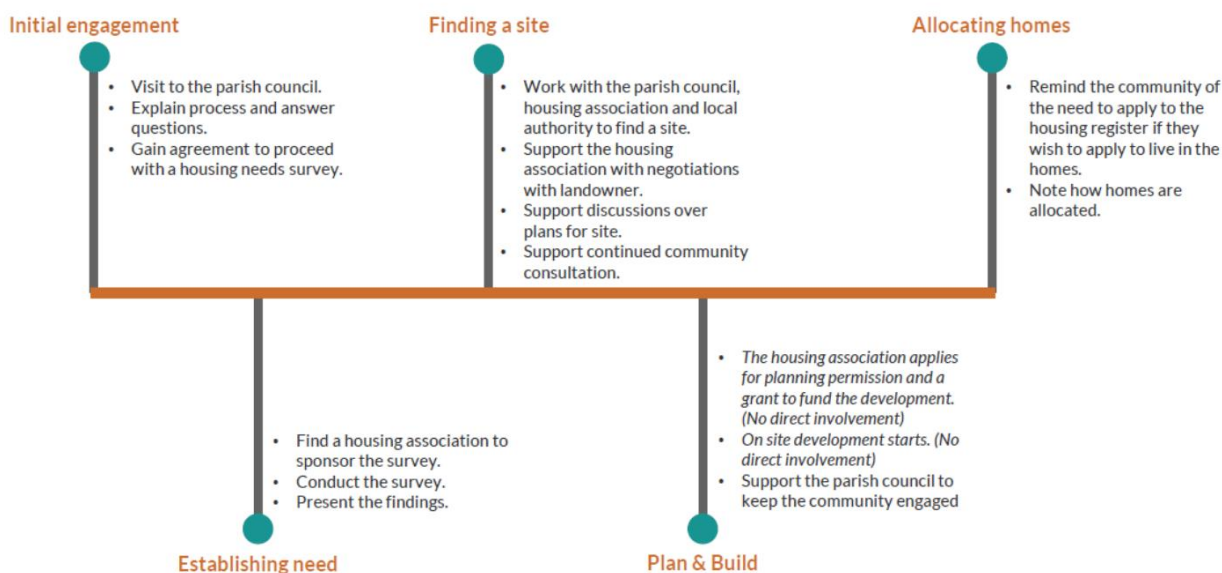 Initial engagement
• Visit to the parish council.
• Explain process and answer
questions.
• Gain agreement to proceed
with a housing needs survey.
Finding a site
• Work with the parish council,
housing association and local
authority to find a site.
• Support the housing
association with negotiations
with landowner.
• Support discussions over
plans for site.
• Support continued community
consultation.
Allocating homes
• Remind the community of
the need to apply to the
housing register if they
wish to apply to live in the
homes.
• Note how homes are
allocated.
• Find a housing association to
sponsor the survey.
• Conduct the survey.
• Present the findings.
Establishing need
• The housing association applies
for planning permission and a
grant to fund the development.
(No direct involvement)
• On site development starts. (No
direct involvement)
• Support the parish council to
keep the community engaged
Plan & Build